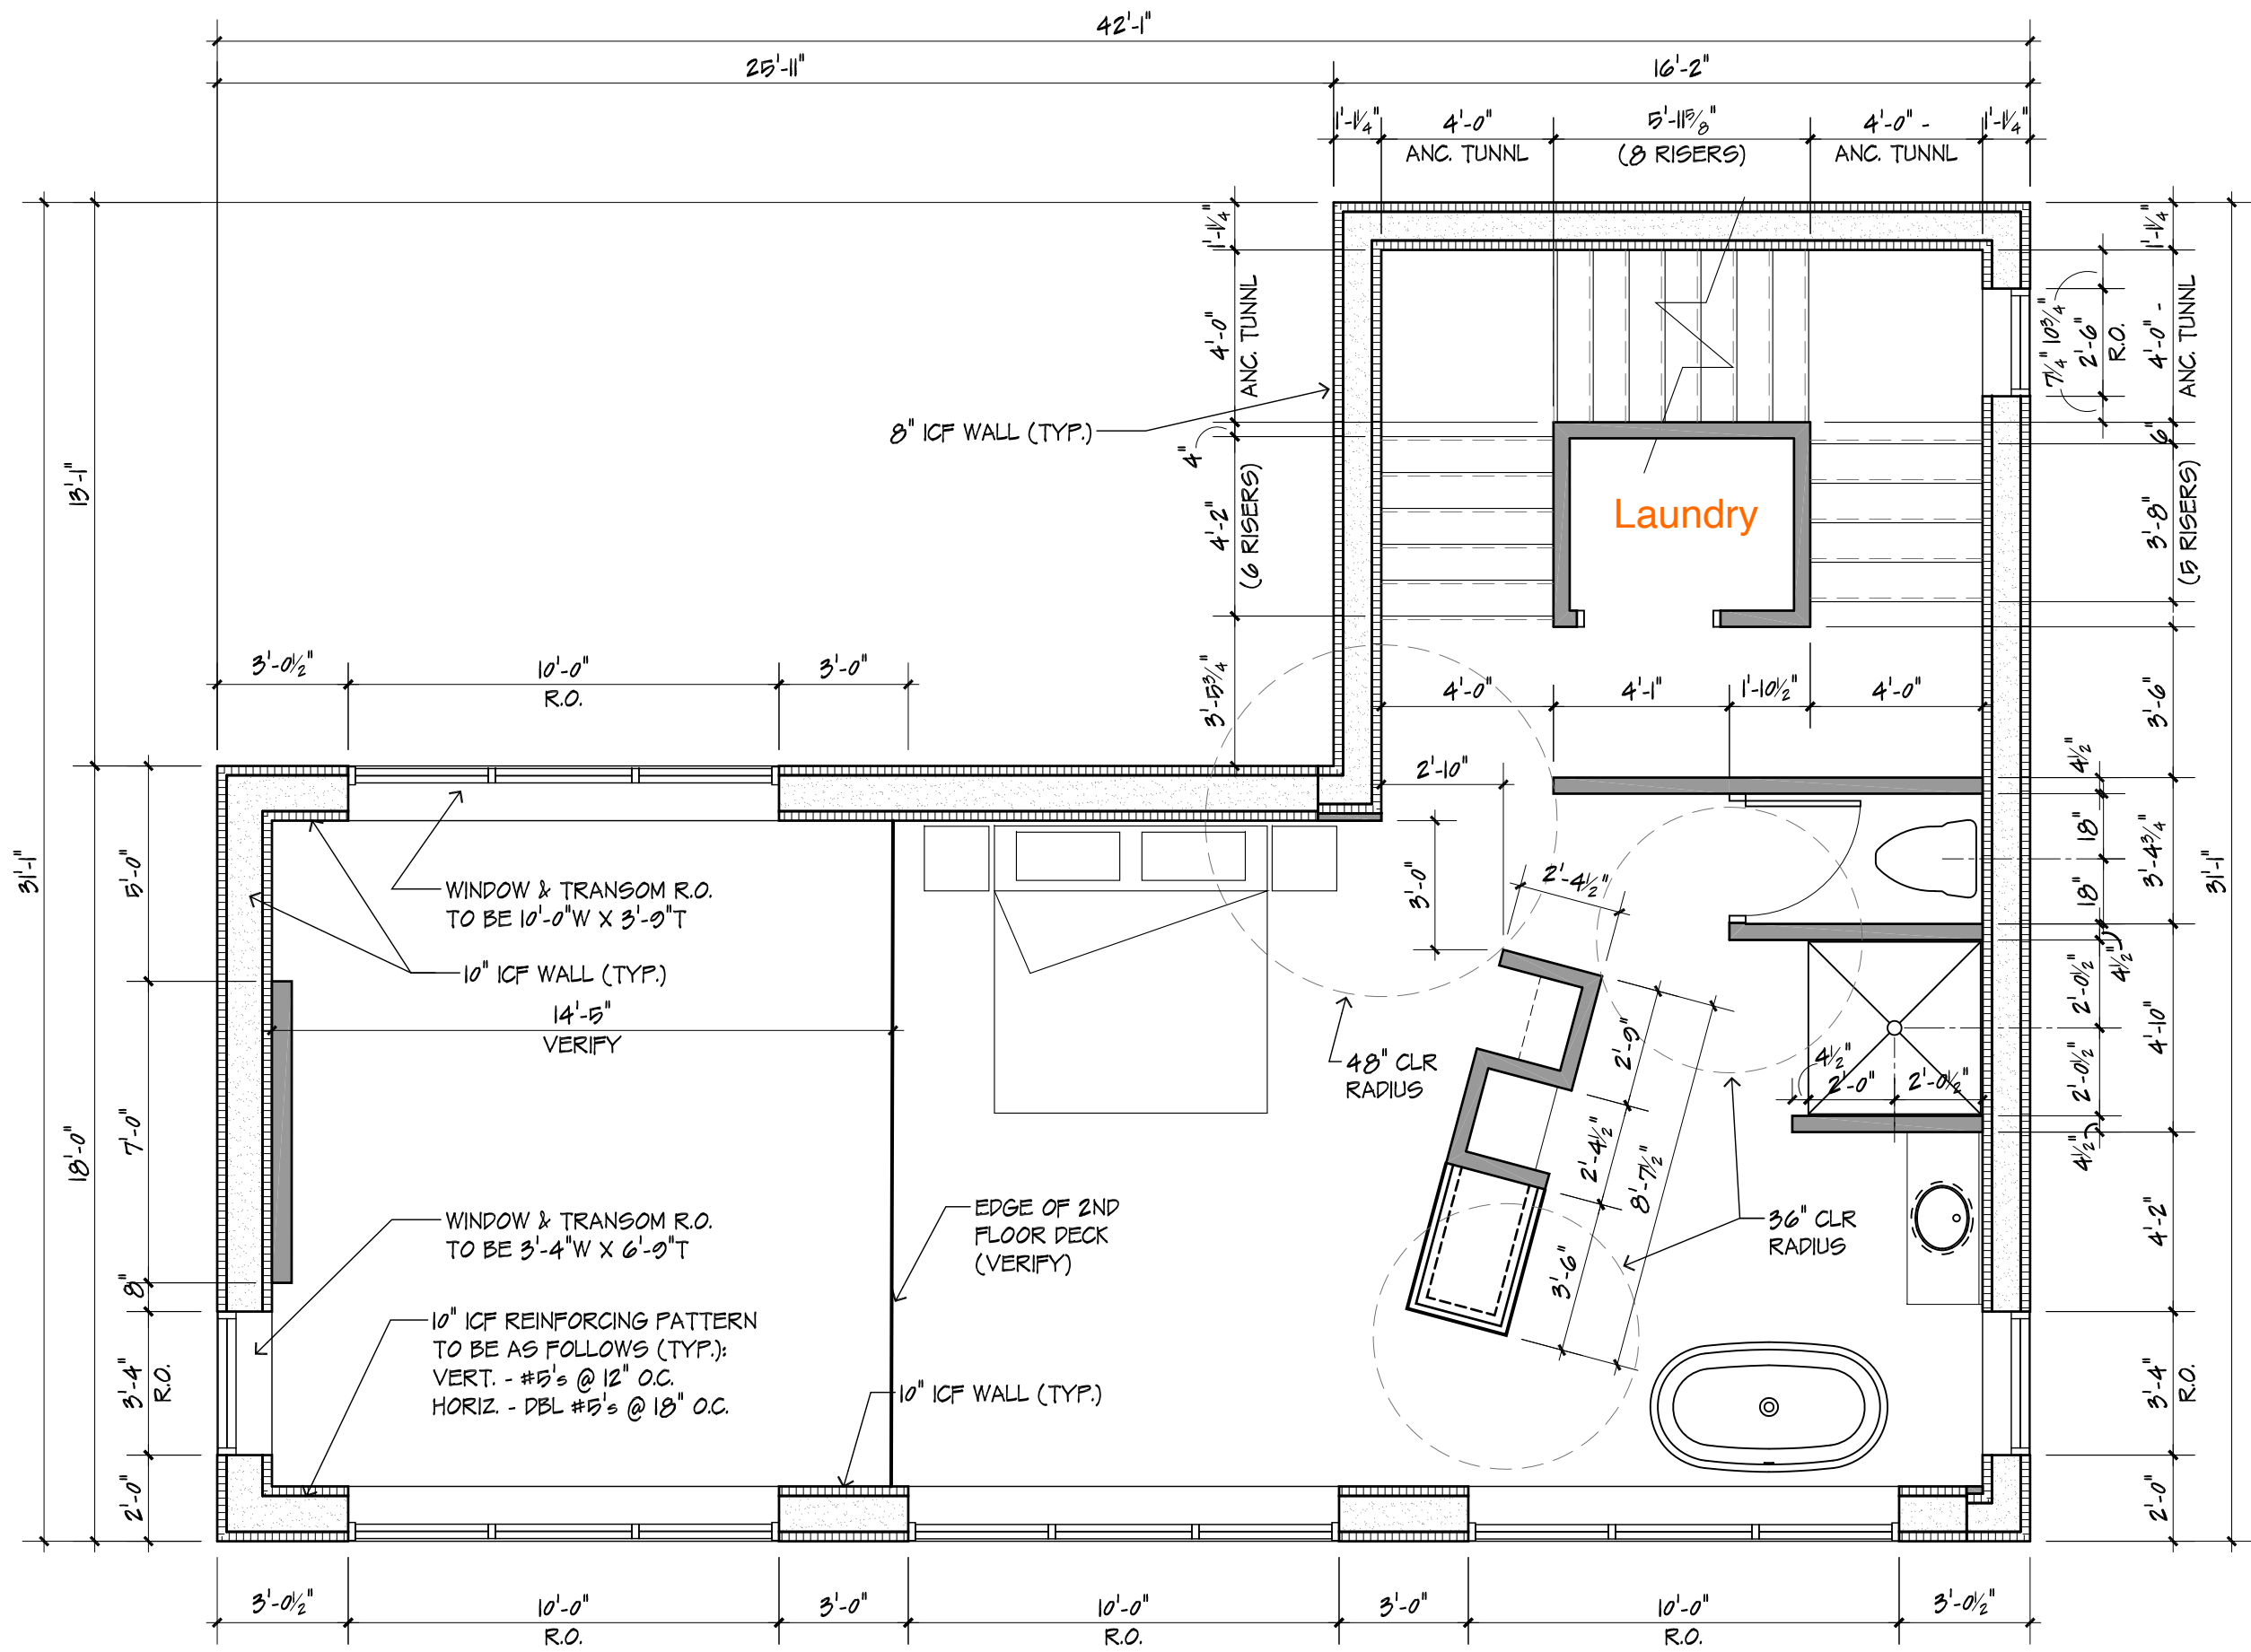 42'-1"
25'-11"
16'-2"
1'-1¼"
4'-0"
ANC. TUNNL
5'-11⅝"
(8 RISERS)
4'-0" -
ANC. TUNNL
1'-1¼"
1'-1¼"
4'-0"
ANC. TUNNL
4"
4'-2"
(6 RISERS)
3'-5¾"
8" ICF WALL (TYP.)
Laundry
1'-1¼"
10¾"
7¼"
2'-6"
R.O.
4'-0" -
ANC. TUNNL
6"
3'-8"
(5 RISERS)
3'-6"
4½"
18"
18"
3'-4¾"
4½"
2'-0½"
2'-0½"
4'-10"
4½"
4'-2"
3'-4"
R.O.
2'-0"
31'-1"
31'-1"
13'-1"
18'-0"
3'-0½"
10'-0"
R.O.
3'-0"
4'-0"
4'-1"
1'-10½"
4'-0"
2'-10"
3'-0"
2'-4½"
5'-0"
7'-0"
8"
3'-4"
R.O.
2'-0"
WINDOW & TRANSOM R.O.
TO BE 10'-0"W X 3'-9"T
10" ICF WALL (TYP.)
14'-5"
VERIFY
48" CLR
RADIUS
2'-9"
2'-4½"
8'-7½"
3'-6"
4½"
2'-0"
2'-0½"
WINDOW & TRANSOM R.O.
TO BE 3'-4"W X 6'-9"T
EDGE OF 2ND
FLOOR DECK
(VERIFY)
36" CLR
RADIUS
10" ICF REINFORCING PATTERN
TO BE AS FOLLOWS (TYP.):
VERT. - #5's @ 12" O.C.
HORIZ. - DBL #5's @ 18" O.C.
10" ICF WALL (TYP.)
3'-0½"
10'-0"
R.O.
3'-0"
10'-0"
R.O.
3'-0"
10'-0"
R.O.
3'-0½"